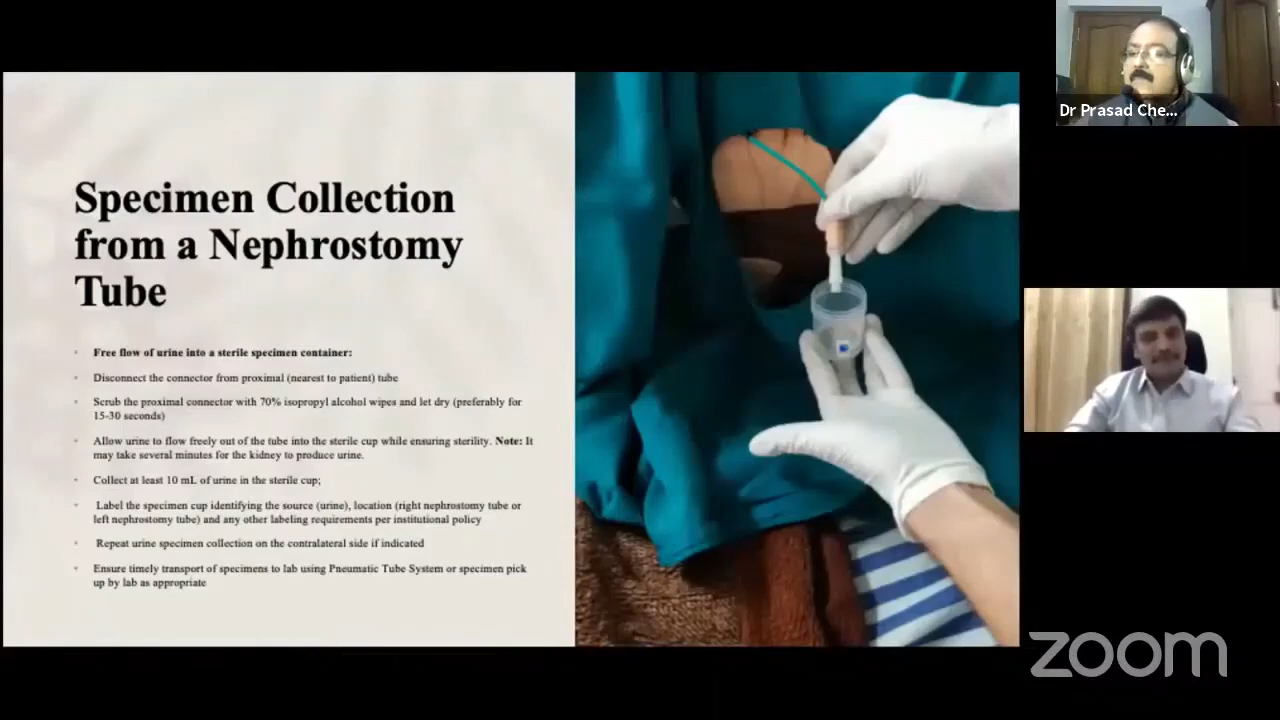 Specimen Collection
from a Nephrostomy
Tube
Free flow of urine into a sterile specimen container:
Disconnect the connector from proximal (nearest to patient) tube
Scrub the proximal connector with 70% isopropyl alcohol wipes and let dry (preferably for
15-30 seconds)
Allow urine to flow freely out of the tube into the sterile cup while ensuring sterility. Note: It
may take several minutes for the kidney to produce urine.
Collect at least 10 mL of urine in the sterile cup;
Label the specimen cup identifying the source (urine), location (right nephrostomy tube or
left nephrostomy tube) and any other labeling requirements per institutional policy
Repeat urine specimen collection on the contralateral side if indicated
Ensure timely transport of specimens to lab using Pneumatic Tube System or specimen pick
up by lab as appropriate
Dr Prasad Che...
zoom